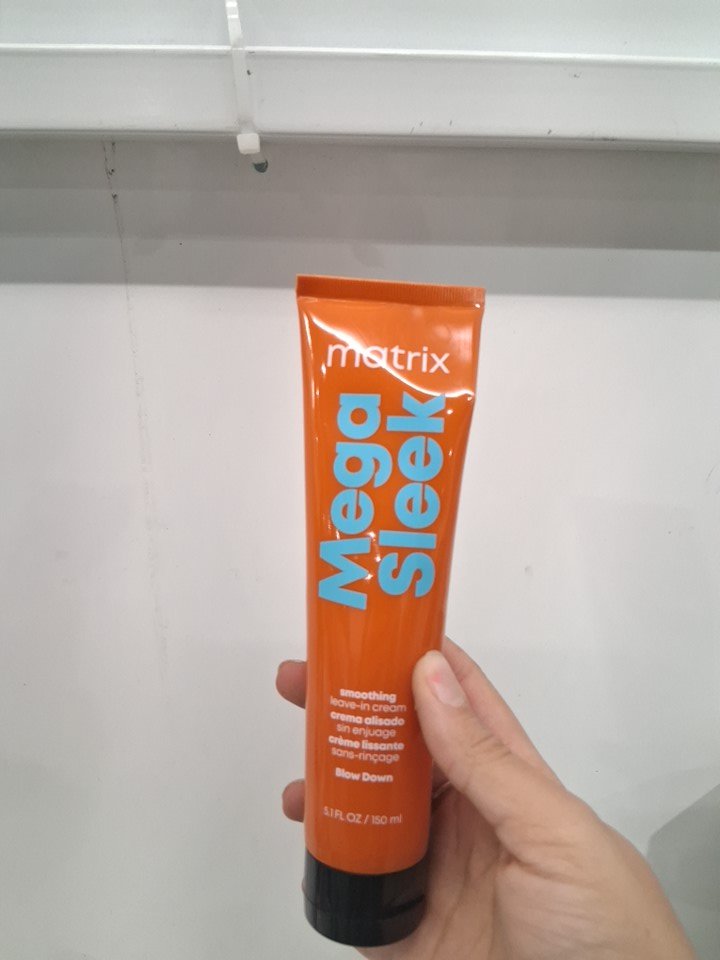 matrix
Mega
Sleek
smoothing
leave-in cream
crema alisado
sin enjuage
crème lissante
sans-rinçage
Blow Down
5.1 FL. OZ. / 150 ml